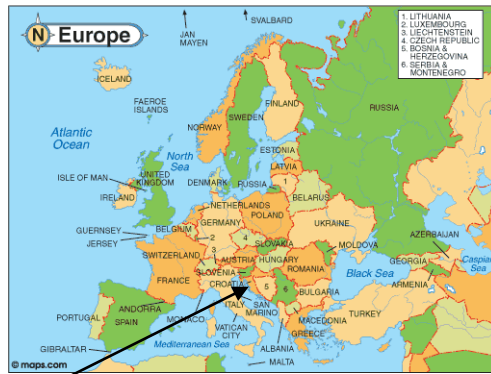 N
Europe
JAN
MAYEN
SVALBARD
1. LITHUANIA
2. LUXEMBOURG
3. LIECHTENSTEIN
4. CZECH REPUBLIC
5. BOSNIA &
HERZEGOVINA
6. SERBIA &
MONTENEGRO
ICELAND
FAEROE
ISLANDS
Atlantic
Ocean
NORWAY
SWEDEN
FINLAND
RUSSIA
North
Sea
ESTONIA
LATVIA
1
ISLE OF MAN
UNITED
KINGDOM
IRELAND
DENMARK
RUSSIA
BELARUS
GUERNSEY
JERSEY
NETHERLANDS
BELGIUM
2
GERMANY
POLAND
UKRAINE
4
SLOVAKIA
MOLDOVA
AZERBAIJAN
SWITZERLAND
3
AUSTRIA
HUNGARY
ROMANIA
GEORGIA
Caspian
Sea
FRANCE
SLOVENIA
CROATIA
5
6
Black Sea
ARMENIA
ANDORRA
MONACO
ITALY
SAN
MARINO
BULGARIA
PORTUGAL
SPAIN
VATICAN
CITY
MACEDONIA
TURKEY
GREECE
ALBANIA
GIBRALTAR
Mediterranean Sea
MALTA
© maps.com